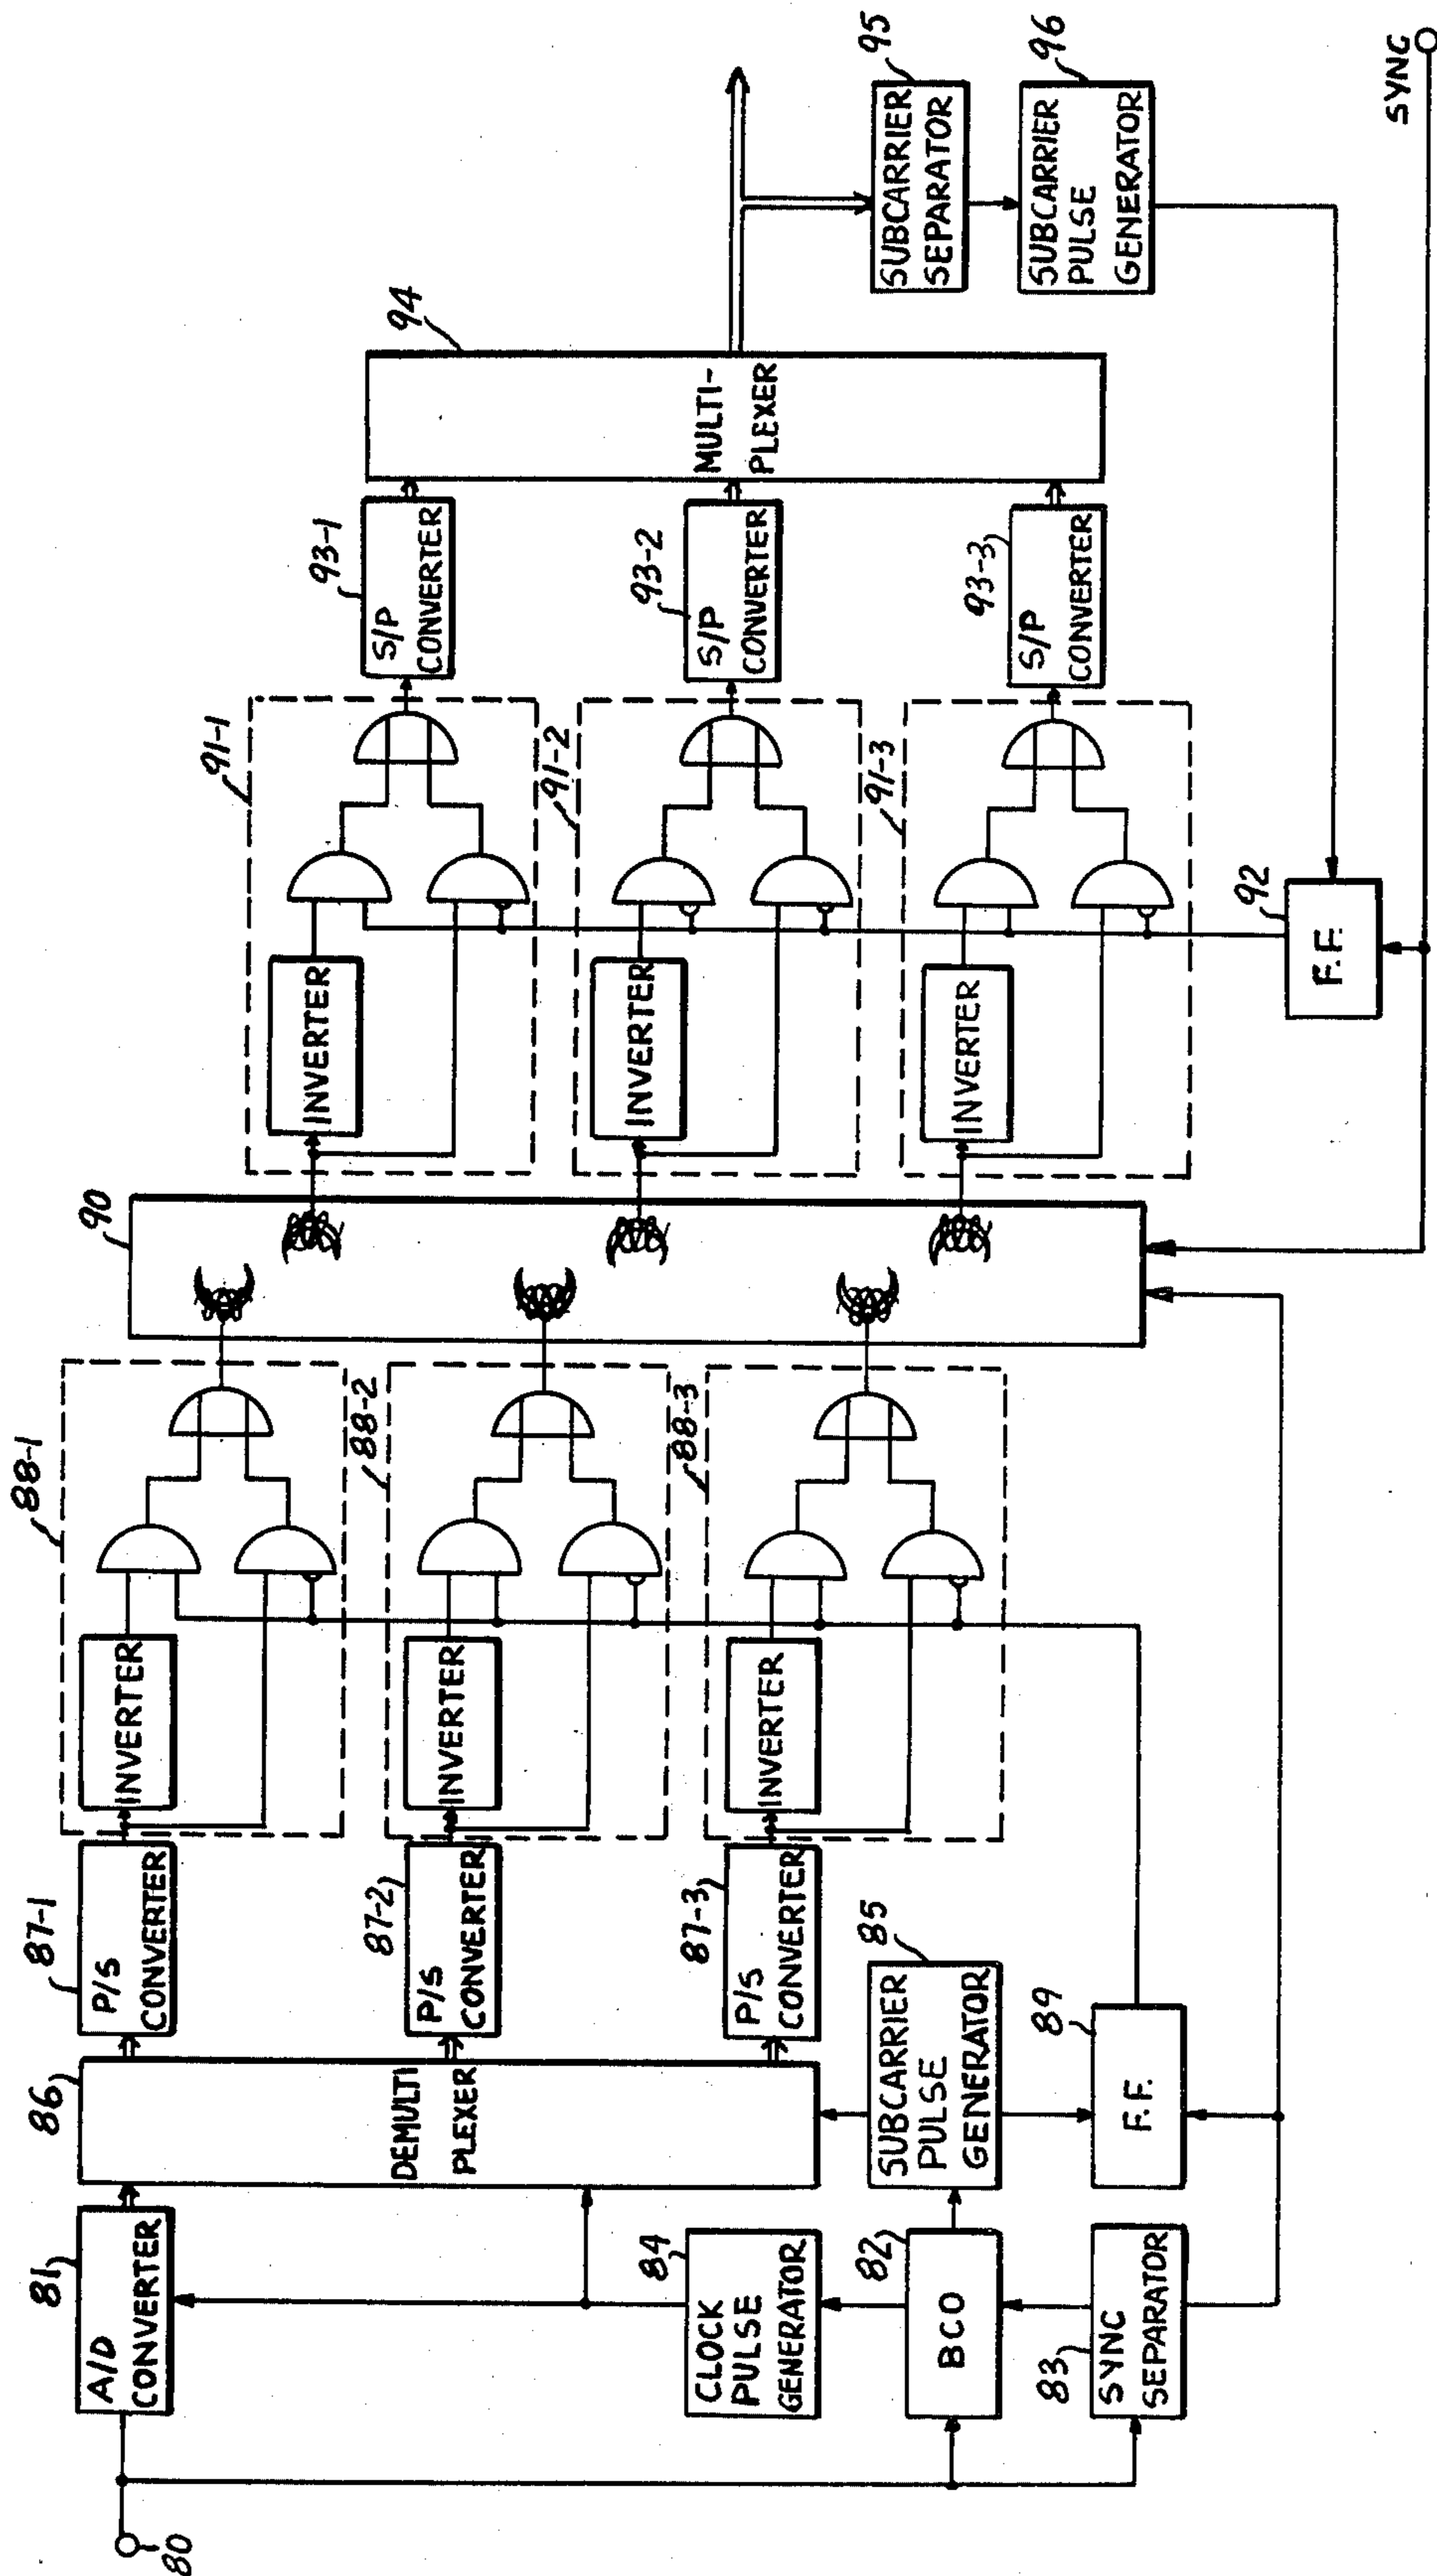 80
81
A/D
CONVERTER
86
DEMULTI
PLEXER
84
CLOCK
PULSE
GENERATOR
82
BCO
83
SYNC
SEPARATOR
85
SUBCARRIER
PULSE
GENERATOR
89
F.F.
87-1
P/S
CONVERTER
87-2
P/S
CONVERTER
87-3
P/S
CONVERTER
88-1
INVERTER
88-2
INVERTER
88-3
INVERTER
90
91-1
INVERTER
91-2
INVERTER
91-3
INVERTER
92
F.F.
93-1
S/P
CONVERTER
93-2
S/P
CONVERTER
93-3
S/P
CONVERTER
94
MULTI-
PLEXER
95
SUBCARRIER
SEPARATOR
96
SUBCARRIER
PULSE
GENERATOR
SYNC